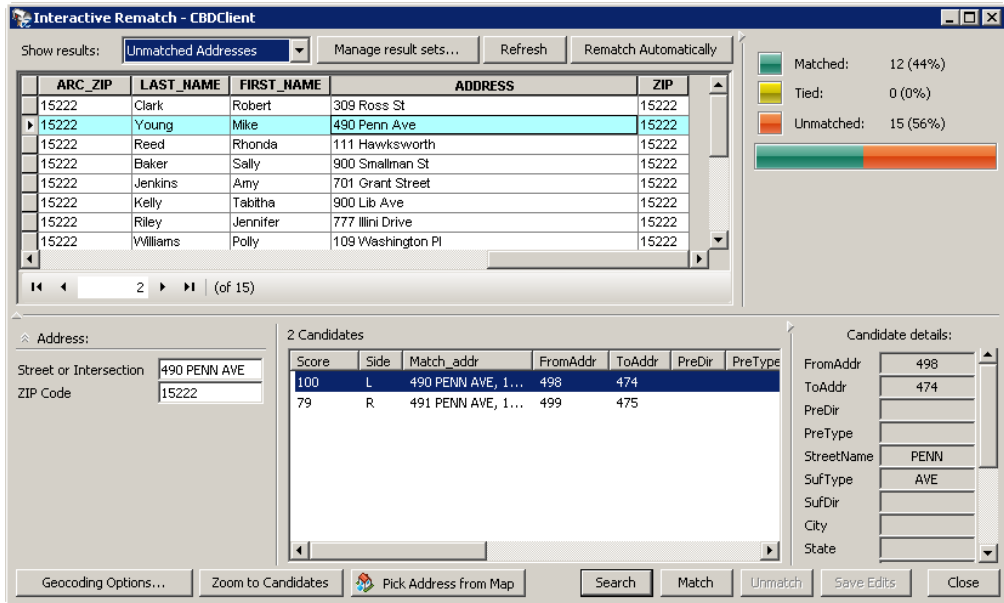 Interactive Rematch - CBDClient
Show results: Unmatched Addresses Manage result sets... Refresh Rematch Automatically
ARC_ZIP LAST_NAME FIRST_NAME ADDRESS ZIP
15222 Clark Robert 309 Ross St 15222
15222 Young Mike 490 Penn Ave 15222
15222 Reed Rhonda 111 Hawksworth 15222
15222 Baker Sally 900 Smallman St 15222
15222 Jenkins Amy 701 Grant Street 15222
15222 Kelly Tabitha 900 Lib Ave 15222
15222 Riley Jennifer 777 Illini Drive 15222
15222 Williams Polly 109 Washington Pl 15222
2 (of 15)
Matched: 12 (44%)
Tied: 0 (0%)
Unmatched: 15 (56%)
Address:
Street or Intersection 490 PENN AVE
ZIP Code 15222
2 Candidates
Score Side Match_addr FromAddr ToAddr PreDir PreType
100 L 490 PENN AVE, 1... 498 474
79 R 491 PENN AVE, 1... 499 475
Candidate details:
FromAddr 498
ToAddr 474
PreDir
PreType
StreetName PENN
SufType AVE
SufDir
City
State
Geocoding Options... Zoom to Candidates Pick Address from Map Search Match Unmatch Save Edits Close